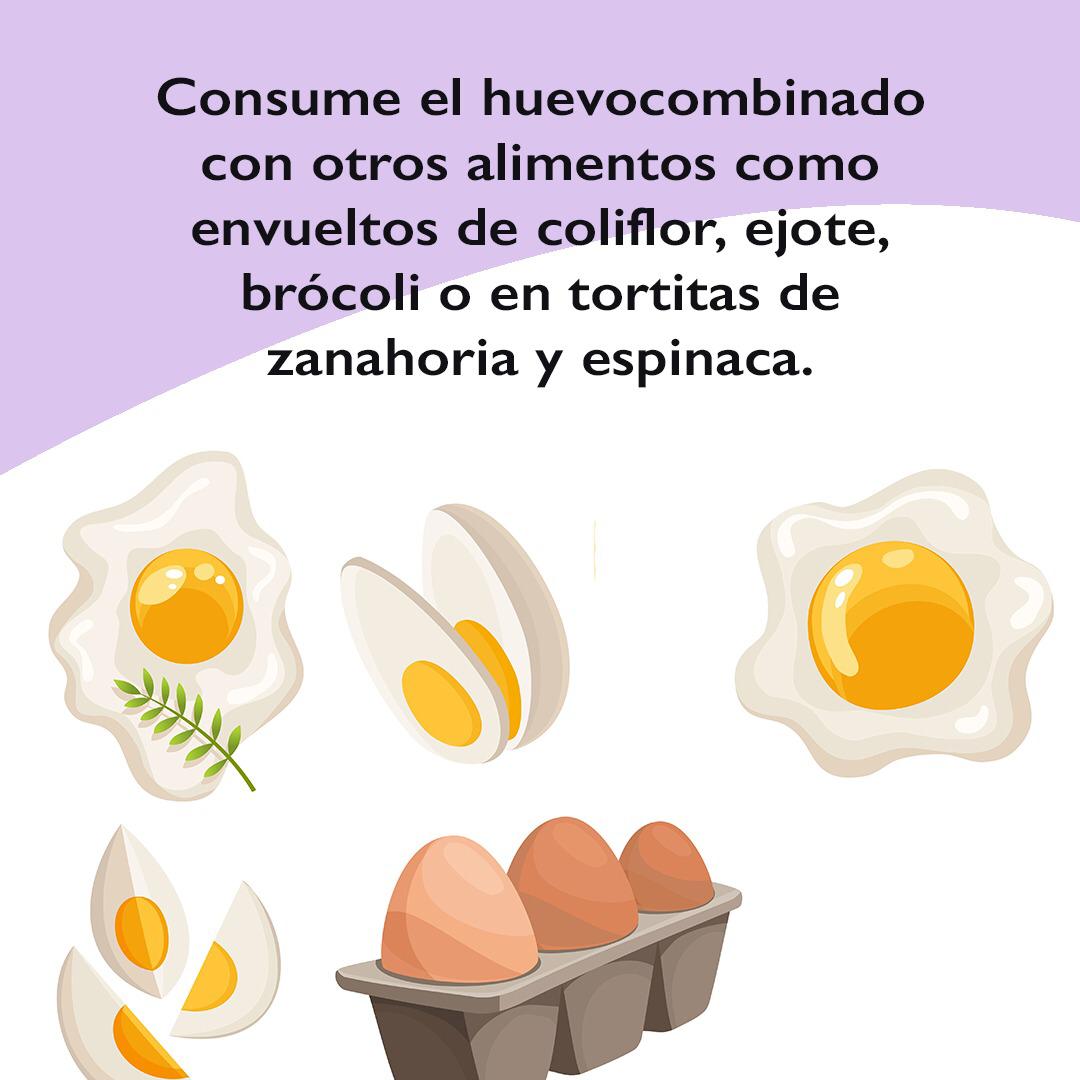 Consume el huevocombinado
con otros alimentos como
envueltos de coliflor, ejote,
brócoli o en tortitas de
zanahoria y espinaca.